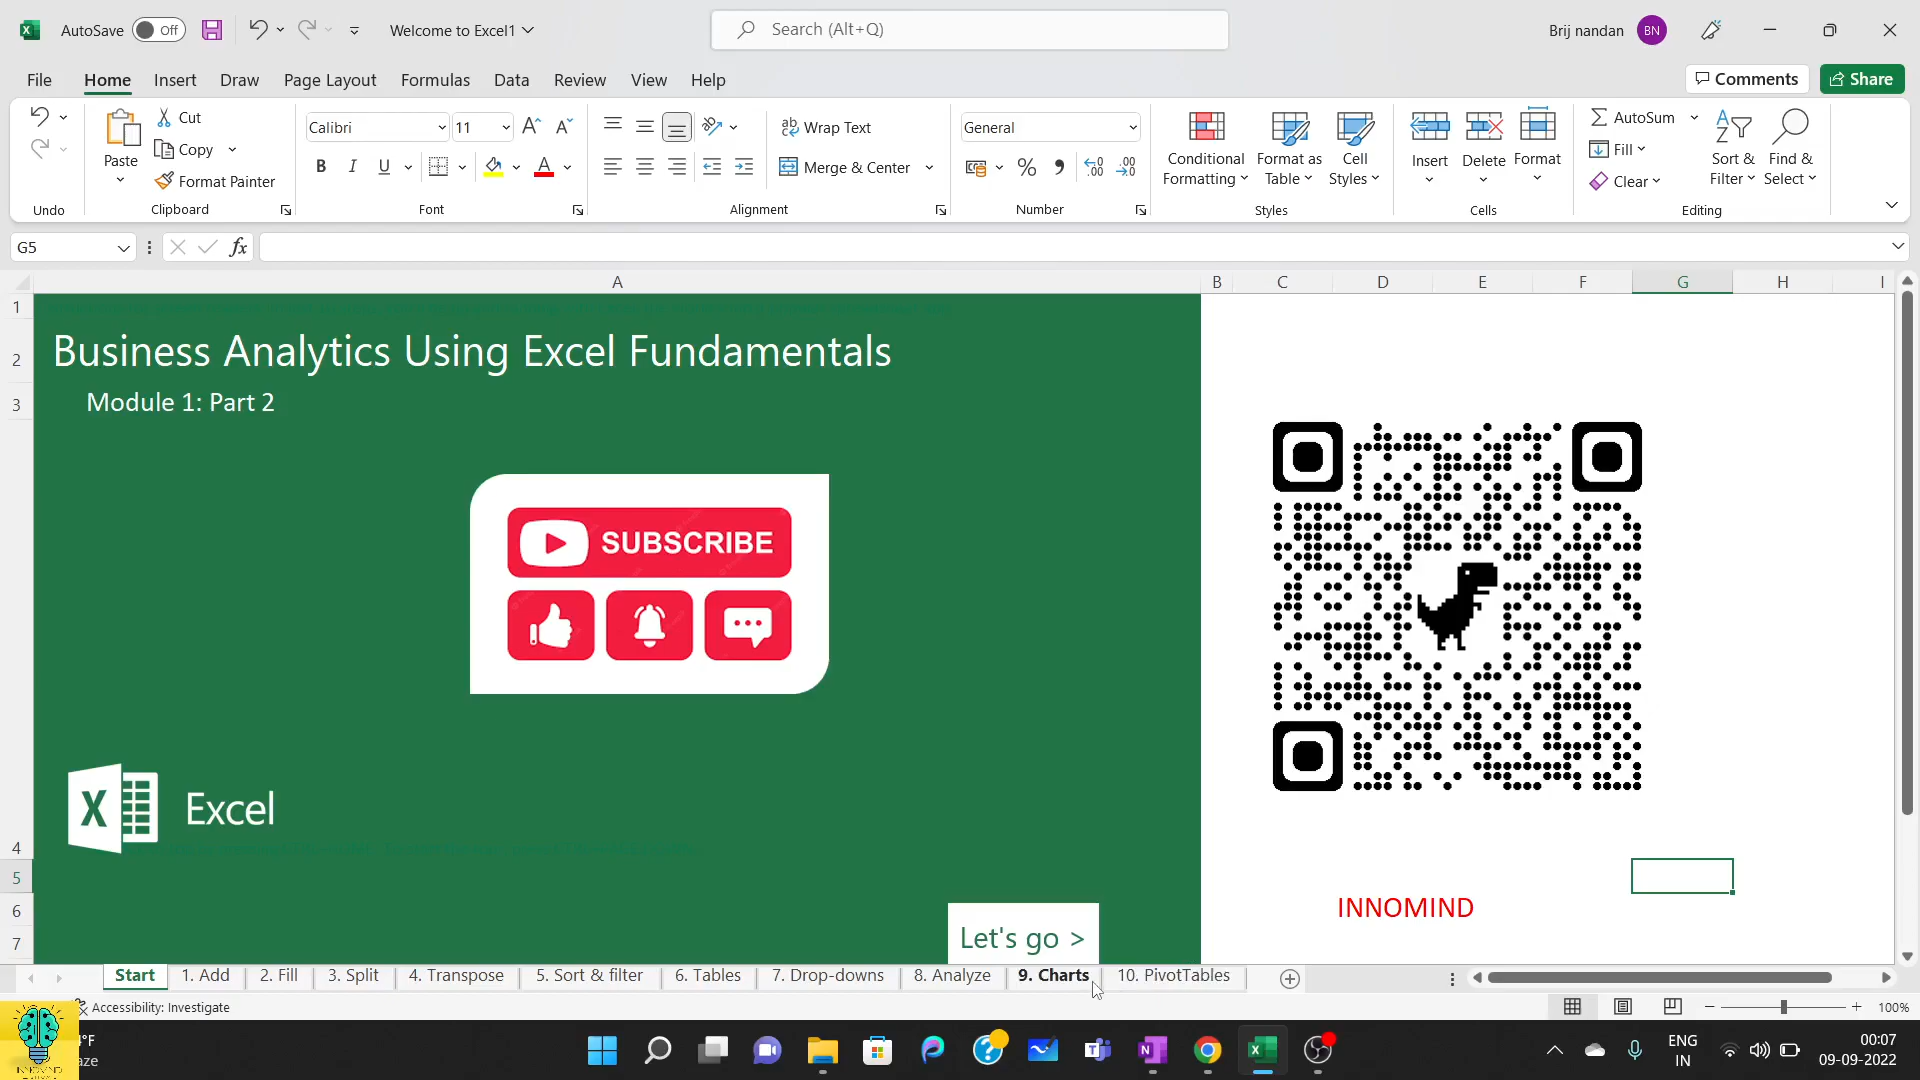 AutoSave Off Welcome to Excel1 Search (Alt+Q) Brij nandan BN
File Home Insert Draw Page Layout Formulas Data Review View Help Comments Share
Paste Cut Copy Format Painter
Calibri 11
B I U A
ab Wrap Text
Merge & Center
General
% 9 .00
Conditional Formatting Format as Table Cell Styles
Insert Delete Format
AutoSum Fill Clear
Sort & Filter Find & Select
Undo Clipboard Font Alignment Number Styles Cells Editing
G5 fx
A B C D E F G H I
1
2
3
4
5
6
7
Business Analytics Using Excel Fundamentals
Module 1: Part 2
SUBSCRIBE
X Excel
INNOMIND
Let's go >
Start 1. Add 2. Fill 3. Split 4. Transpose 5. Sort & filter 6. Tables 7. Drop-downs 8. Analyze 9. Charts 10. PivotTables
Accessibility: Investigate 100%
ENG
IN
00:07
09-09-2022